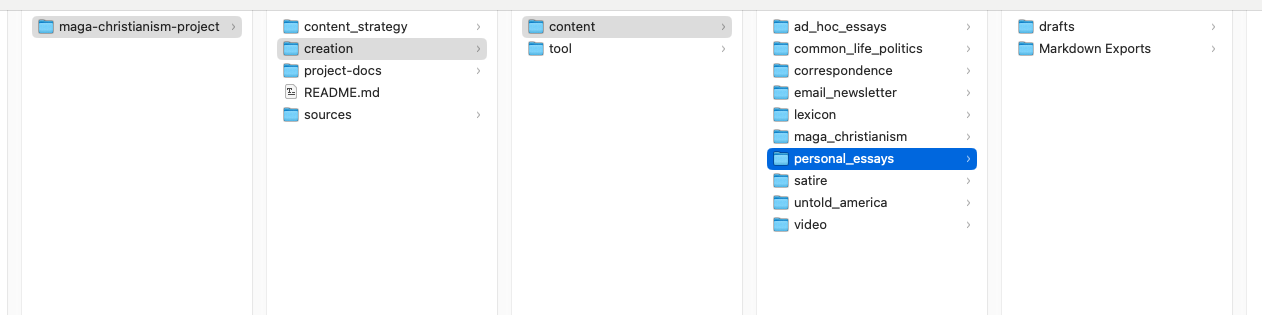 maga-christianism-project
content_strategy
creation
project-docs
README.md
sources
content
tool
ad_hoc_essays
common_life_politics
correspondence
email_newsletter
lexicon
maga_christianism
personal_essays
satire
untold_america
video
drafts
Markdown Exports